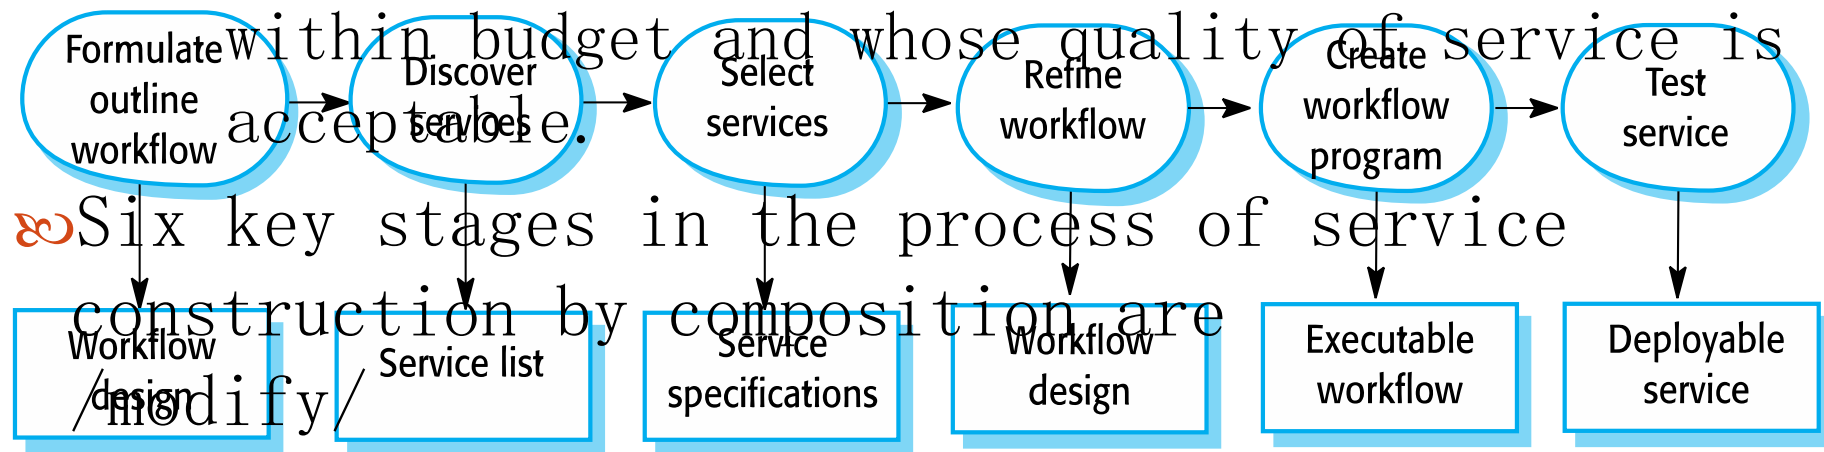 within budget and whose quality of service is
acceptable.
Six key stages in the process of service
construction by composition are
/modify/
Formulate
outline
workflow
Discover
services
Select
services
Refine
workflow
Create
workflow
program
Test
service
Workflow
design
Service list
Service
specifications
Workflow
design
Executable
workflow
Deployable
service